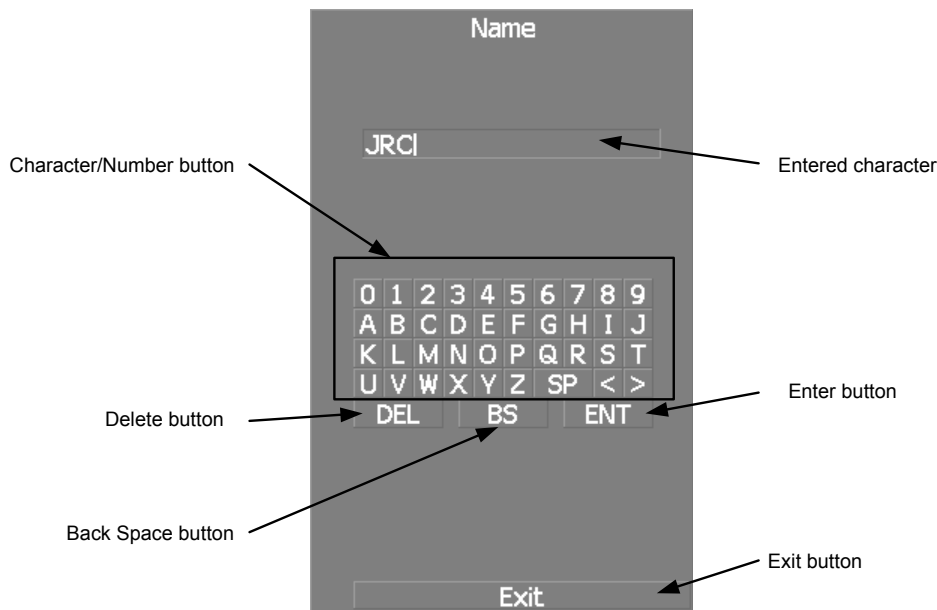 Name
JRC
Character/Number button
Entered character
0 1 2 3 4 5 6 7 8 9
A B C D E F G H I J
K L M N O P Q R S T
U V W X Y Z SP < >
Enter button
DEL BS ENT
Delete button
Back Space button
Exit button
Exit